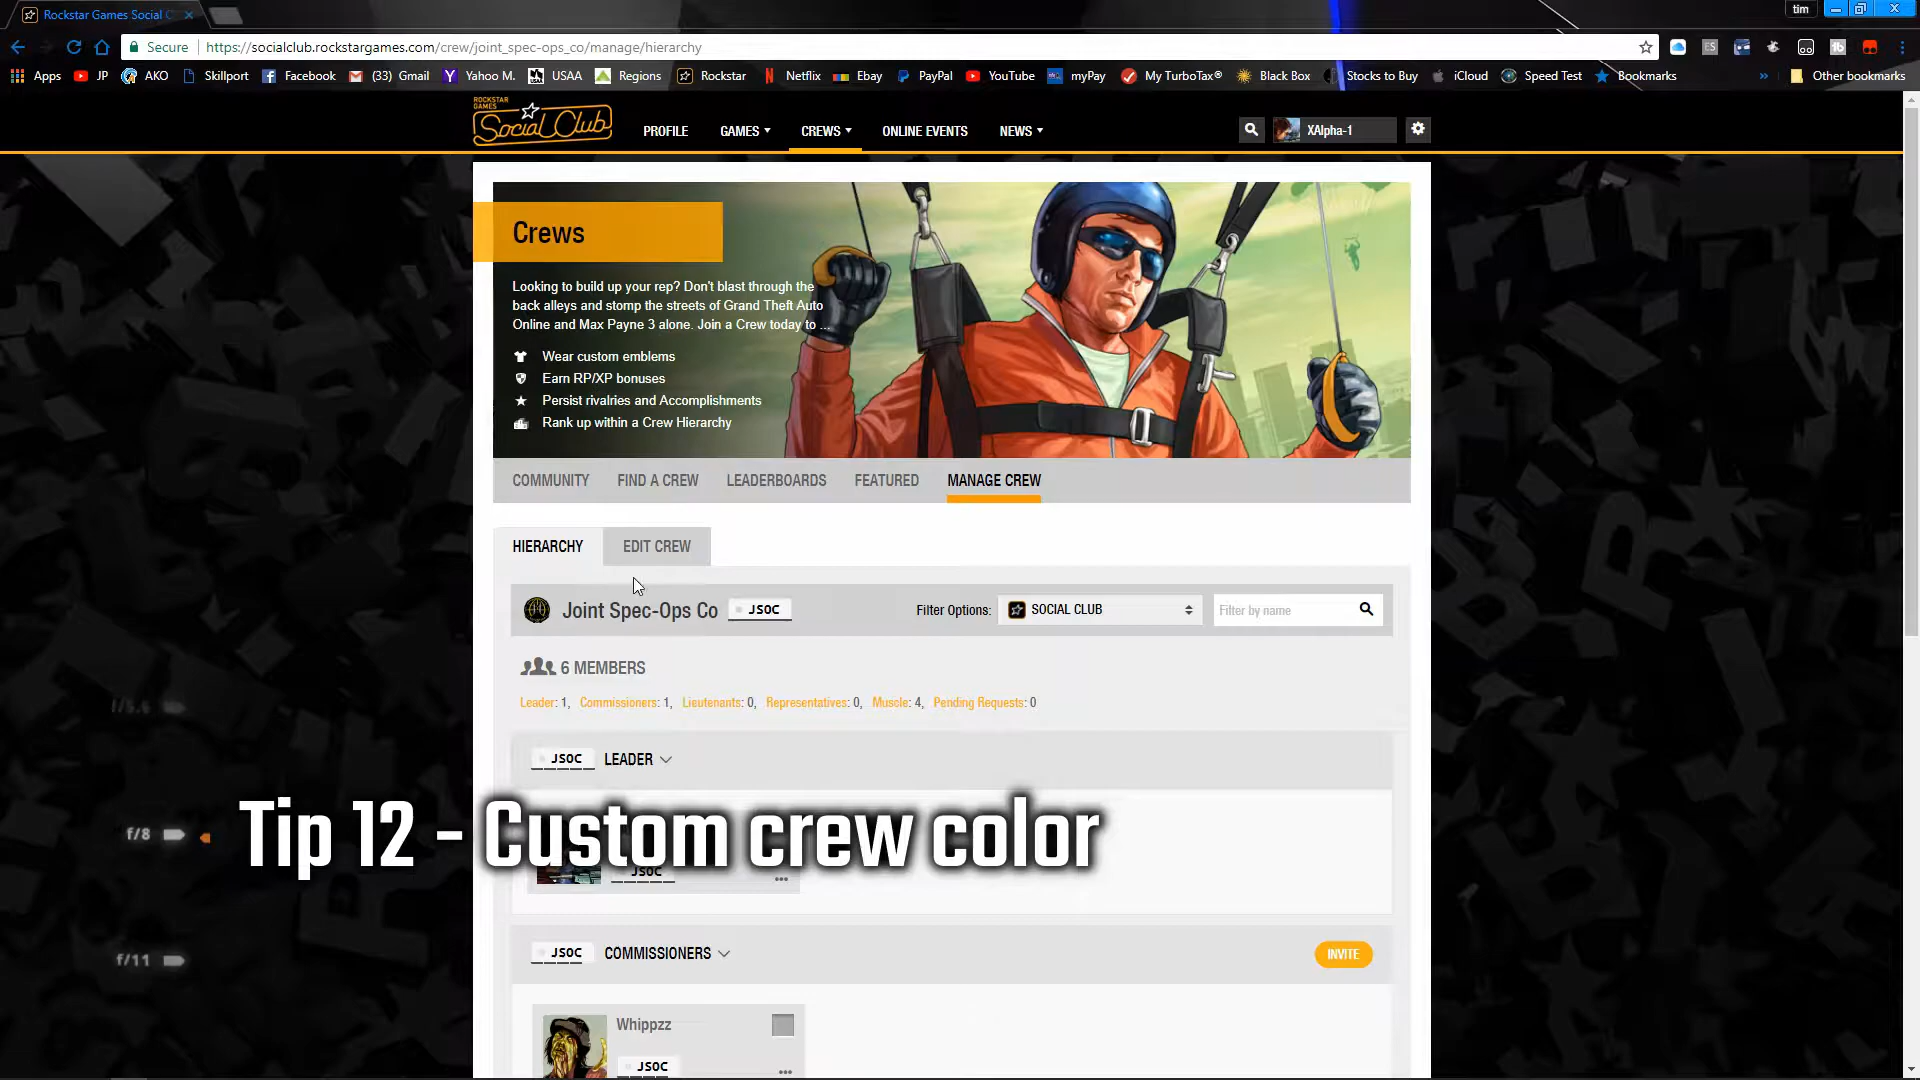 Rockstar Games Social C
tim
Secure
https://socialclub.rockstargames.com/crew/joint_spec-ops_co/manage/hierarchy
ES
Apps
JP
AKO
Skillport
Facebook
(33) Gmail
Yahoo M.
USAA
Regions
Rockstar
Netflix
Ebay
PayPal
YouTube
myPay
My TurboTax®
Black Box
Stocks to Buy
iCloud
Speed Test
Bookmarks
»
Other bookmarks
ROCKSTAR
GAMES
Social Club
PROFILE
GAMES
CREWS
ONLINE EVENTS
NEWS
XAlpha-1
Crews
Looking to build up your rep? Don't blast through the
back alleys and stomp the streets of Grand Theft Auto
Online and Max Payne 3 alone. Join a Crew today to ...
Wear custom emblems
Earn RP/XP bonuses
Persist rivalries and Accomplishments
Rank up within a Crew Hierarchy
COMMUNITY
FIND A CREW
LEADERBOARDS
FEATURED
MANAGE CREW
HIERARCHY
EDIT CREW
Joint Spec-Ops Co
JSOC
Filter Options:
SOCIAL CLUB
Filter by name
6 MEMBERS
Leader: 1, Commissioners: 1, Lieutenants: 0, Representatives: 0, Muscle: 4, Pending Requests: 0
f/5.6
JSOC
LEADER
f/8
Tip 12 - Custom crew color
JSOC
...
JSOC
COMMISSIONERS
INVITE
f/11
Whippzz
JSOC
...